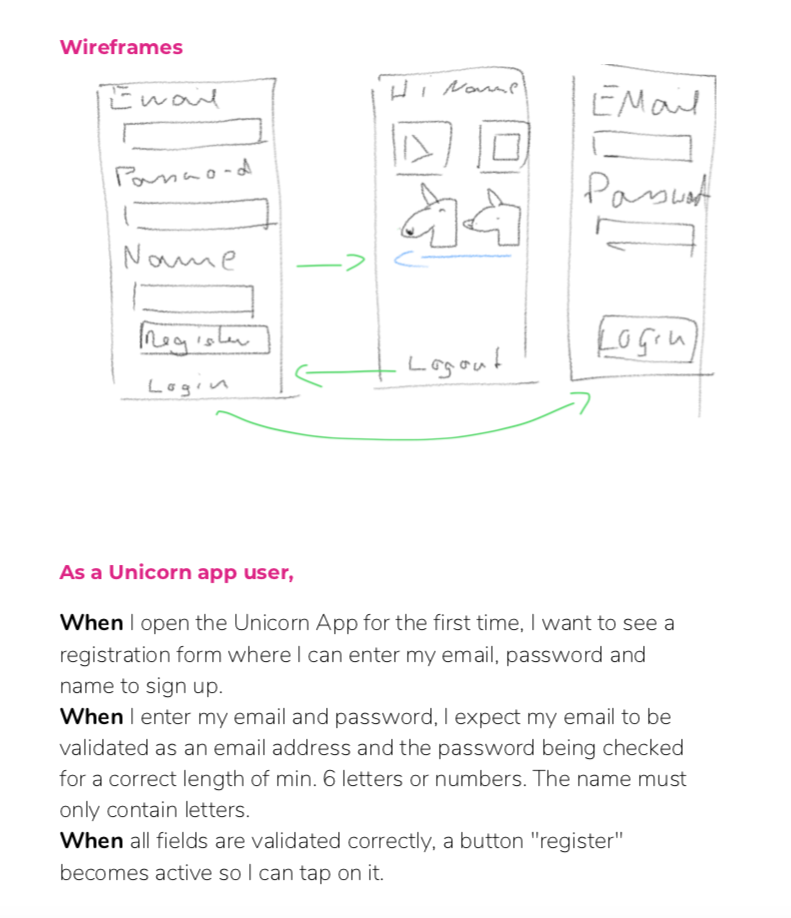 Wireframes
Email
Password
Name
Register
Login
Hi Name
Logout
EMail
Passwort
Login
As a Unicorn app user,
When I open the Unicorn App for the first time, I want to see a
registration form where I can enter my email, password and
name to sign up.
When I enter my email and password, I expect my email to be
validated as an email address and the password being checked
for a correct length of min. 6 letters or numbers. The name must
only contain letters.
When all fields are validated correctly, a button "register"
becomes active so I can tap on it.